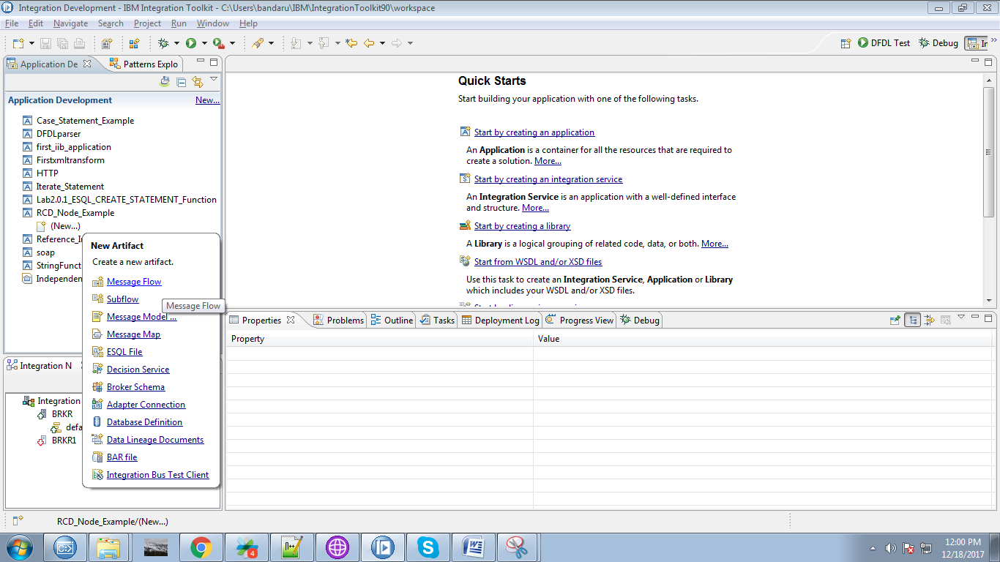 Integration Development - IBM Integration Toolkit - C:\Users\bandaru\IBM\IntegrationToolkit90\workspace
File Edit Navigate Search Project Run Window Help
DFDL Test Debug
Application De Patterns Explo
Application Development New...
Case_Statement_Example
DFDLparser
first_iib_application
Firstxmltransform
HTTP
Iterate_Statement
Lab2.0.1_ESQL_CREATE_STATEMENT_Function
RCD_Node_Example
(New...)
Reference_I
soap
StringFunct
Independen
New Artifact
Create a new artifact.
Message Flow
Subflow
Message Flow
Message Model ...
Message Map
ESQL File
Decision Service
Broker Schema
Adapter Connection
Database Definition
Data Lineage Documents
BAR file
Integration Bus Test Client
Integration N
Integration
BRKR
defa
BRKR1
Quick Starts
Start building your application with one of the following tasks.
Start by creating an application
An Application is a container for all the resources that are required to
create a solution. More...
Start by creating an integration service
An Integration Service is an application with a well-defined interface
and structure. More...
Start by creating a library
A Library is a logical grouping of related code, data, or both. More...
Start from WSDL and/or XSD files
Use this task to create an Integration Service, Application or Library
which includes your WSDL and/or XSD files.
Properties Problems Outline Tasks Deployment Log Progress View Debug
Property Value
RCD_Node_Example/(New...)
4
12:00 PM
12/18/2017